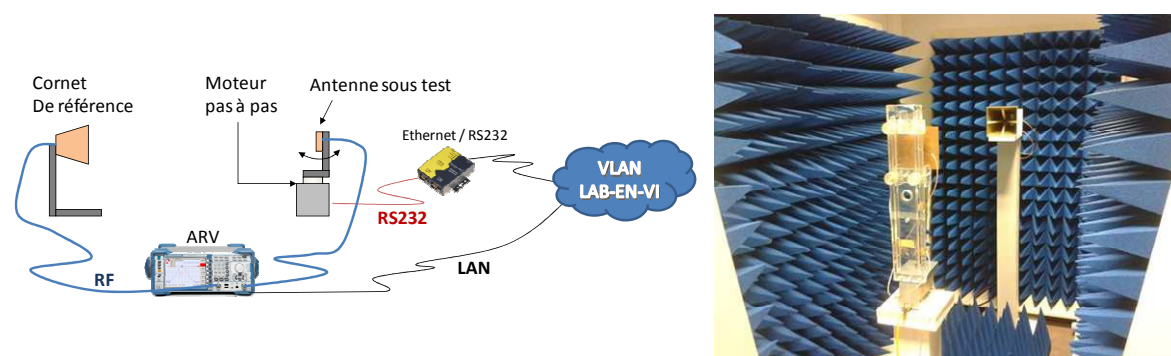 Cornet
De référence
Moteur
pas à pas
Antenne sous test
Ethernet / RS232
VLAN
LAB-EN-VI
RS232
ARV
RF
LAN